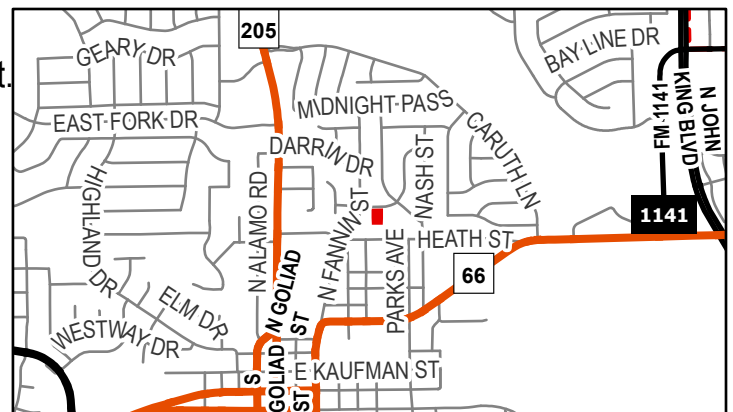 205
GEARY DR
BAY LINE DR
t.
MIDNIGHT PASS
EAST FORK DR
CARUTH LN
FM 1141
N JOHN
KING BLVD
DARRIN DR
NASH ST
HIGHLAND DR
N ALAMO RD
N FANNIN ST
1141
HEATH ST
PARKS AVE
66
N GOLIAD
ST
ELM DR
WESTWAY DR
E KAUFMAN ST
S
GOLIAD
ST